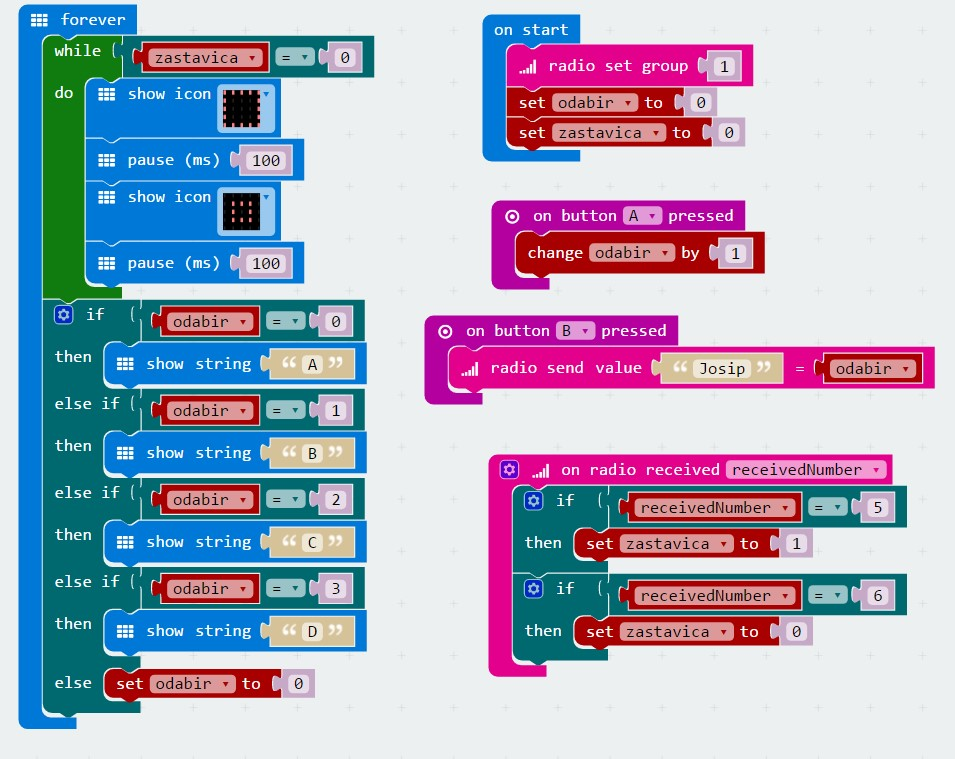 forever
while zastavica = 0
do show icon
pause (ms) 100
show icon
pause (ms) 100
if odabir = 0
then show string “ A ”
else if odabir = 1
then show string “ B ”
else if odabir = 2
then show string “ C ”
else if odabir = 3
then show string “ D ”
else set odabir to 0
on start
radio set group 1
set odabir to 0
set zastavica to 0
on button A pressed
change odabir by 1
on button B pressed
radio send value “ Josip ” = odabir
on radio received receivedNumber
if receivedNumber = 5
then set zastavica to 1
if receivedNumber = 6
then set zastavica to 0